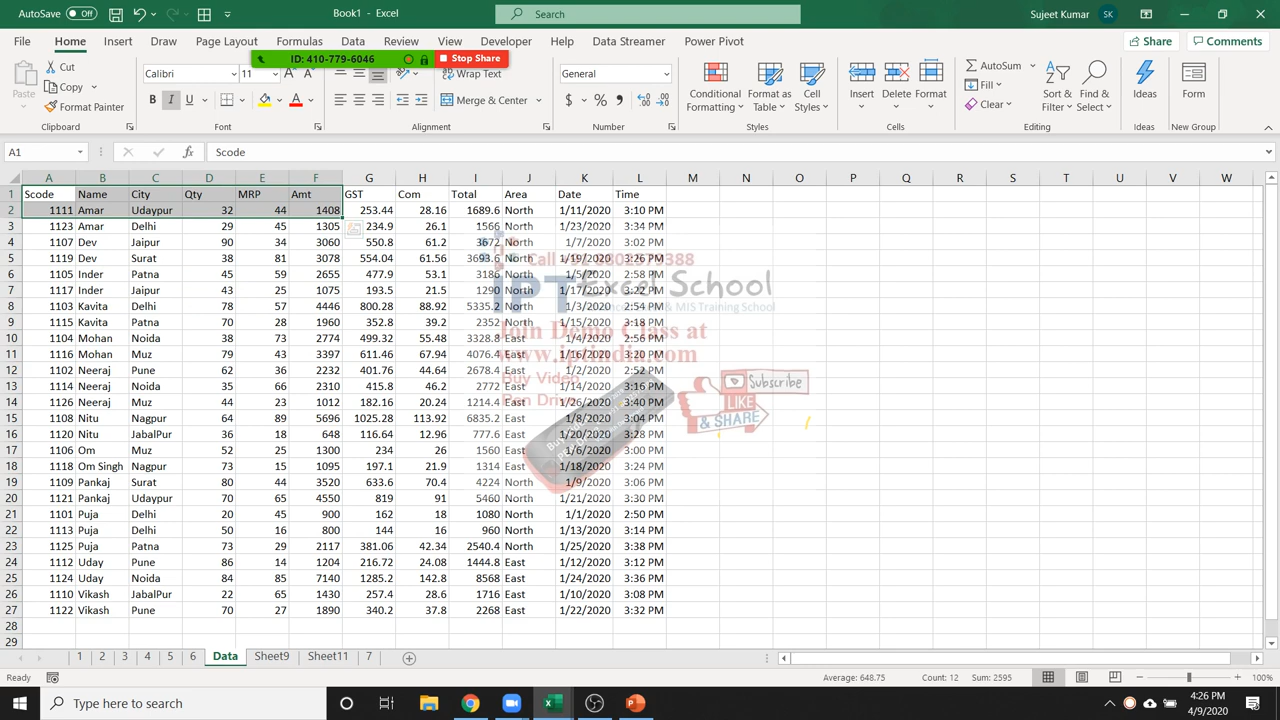 AutoSave Off Book1 - Excel Search Sujeet Kumar SK
File Home Insert Draw Page Layout Formulas Data Review View Developer Help Data Streamer Power Pivot Share Comments
ID: 410-779-6046 Stop Share
Paste Cut Copy Format Painter Clipboard
Calibri 11 B I U A Font
Wrap Text Merge & Center Alignment
General $ % , Number
Conditional Formatting Format as Table Cell Styles Styles
Insert Delete Format Cells
AutoSum Fill Clear Sort & Filter Find & Select Editing
Ideas Ideas
Form New Group
A1 fx Scode
A B C D E F G H I J K L M N O P Q R S T U V W
1 Scode Name City Qty MRP Amt GST Com Total Area Date Time
2 1111 Amar Udaypur 32 44 1408 253.44 28.16 1689.6 North 1/11/2020 3:10 PM
3 1123 Amar Delhi 29 45 1305 234.9 26.1 1566 North 1/23/2020 3:34 PM
4 1107 Dev Jaipur 90 34 3060 550.8 61.2 3672 North 1/7/2020 3:02 PM
5 1119 Dev Surat 38 81 3078 554.04 61.56 3693.6 North 1/19/2020 3:26 PM
6 1105 Inder Patna 45 59 2655 477.9 53.1 3186 North 1/5/2020 2:58 PM
7 1117 Inder Jaipur 43 25 1075 193.5 21.5 1290 North 1/17/2020 3:22 PM
8 1103 Kavita Delhi 78 57 4446 800.28 88.92 5335.2 North 1/3/2020 2:54 PM
9 1115 Kavita Patna 70 28 1960 352.8 39.2 2352 North 1/15/2020 3:18 PM
10 1104 Mohan Noida 38 73 2774 499.32 55.48 3328.8 East 1/4/2020 2:56 PM
11 1116 Mohan Muz 79 43 3397 611.46 67.94 4076.4 East 1/16/2020 3:20 PM
12 1102 Neeraj Pune 62 36 2232 401.76 44.64 2678.4 East 1/2/2020 2:52 PM
13 1114 Neeraj Noida 35 66 2310 415.8 46.2 2772 East 1/14/2020 3:16 PM
14 1126 Neeraj Muz 44 23 1012 182.16 20.24 1214.4 East 1/26/2020 3:40 PM
15 1108 Nitu Nagpur 64 89 5696 1025.28 113.92 6835.2 East 1/8/2020 3:04 PM
16 1120 Nitu JabalPur 36 18 648 116.64 12.96 777.6 East 1/20/2020 3:28 PM
17 1106 Om Muz 52 25 1300 234 26 1560 East 1/6/2020 3:00 PM
18 1118 Om Singh Nagpur 73 15 1095 197.1 21.9 1314 East 1/18/2020 3:24 PM
19 1109 Pankaj Surat 80 44 3520 633.6 70.4 4224 North 1/9/2020 3:06 PM
20 1121 Pankaj Udaypur 70 65 4550 819 91 5460 North 1/21/2020 3:30 PM
21 1101 Puja Delhi 20 45 900 162 18 1080 North 1/1/2020 2:50 PM
22 1113 Puja Delhi 50 16 800 144 16 960 North 1/13/2020 3:14 PM
23 1125 Puja Patna 73 29 2117 381.06 42.34 2540.4 North 1/25/2020 3:38 PM
24 1112 Uday Pune 86 14 1204 216.72 24.08 1444.8 East 1/12/2020 3:12 PM
25 1124 Uday Noida 84 85 7140 1285.2 142.8 8568 East 1/24/2020 3:36 PM
26 1110 Vikash JabalPur 22 65 1430 257.4 28.6 1716 East 1/10/2020 3:08 PM
27 1122 Vikash Pune 70 27 1890 340.2 37.8 2268 East 1/22/2020 3:32 PM
28
29
IPT Excel School
& MIS Training School
Join Demo Class at
www.iptindia.com
Buy Video
Pen Drive
Subscribe
LIKE
& SHARE
1 2 3 4 5 6 Data Sheet9 Sheet11 7
Ready Average: 648.75 Count: 12 Sum: 2595 100%
Type here to search 4:26 PM
4/9/2020